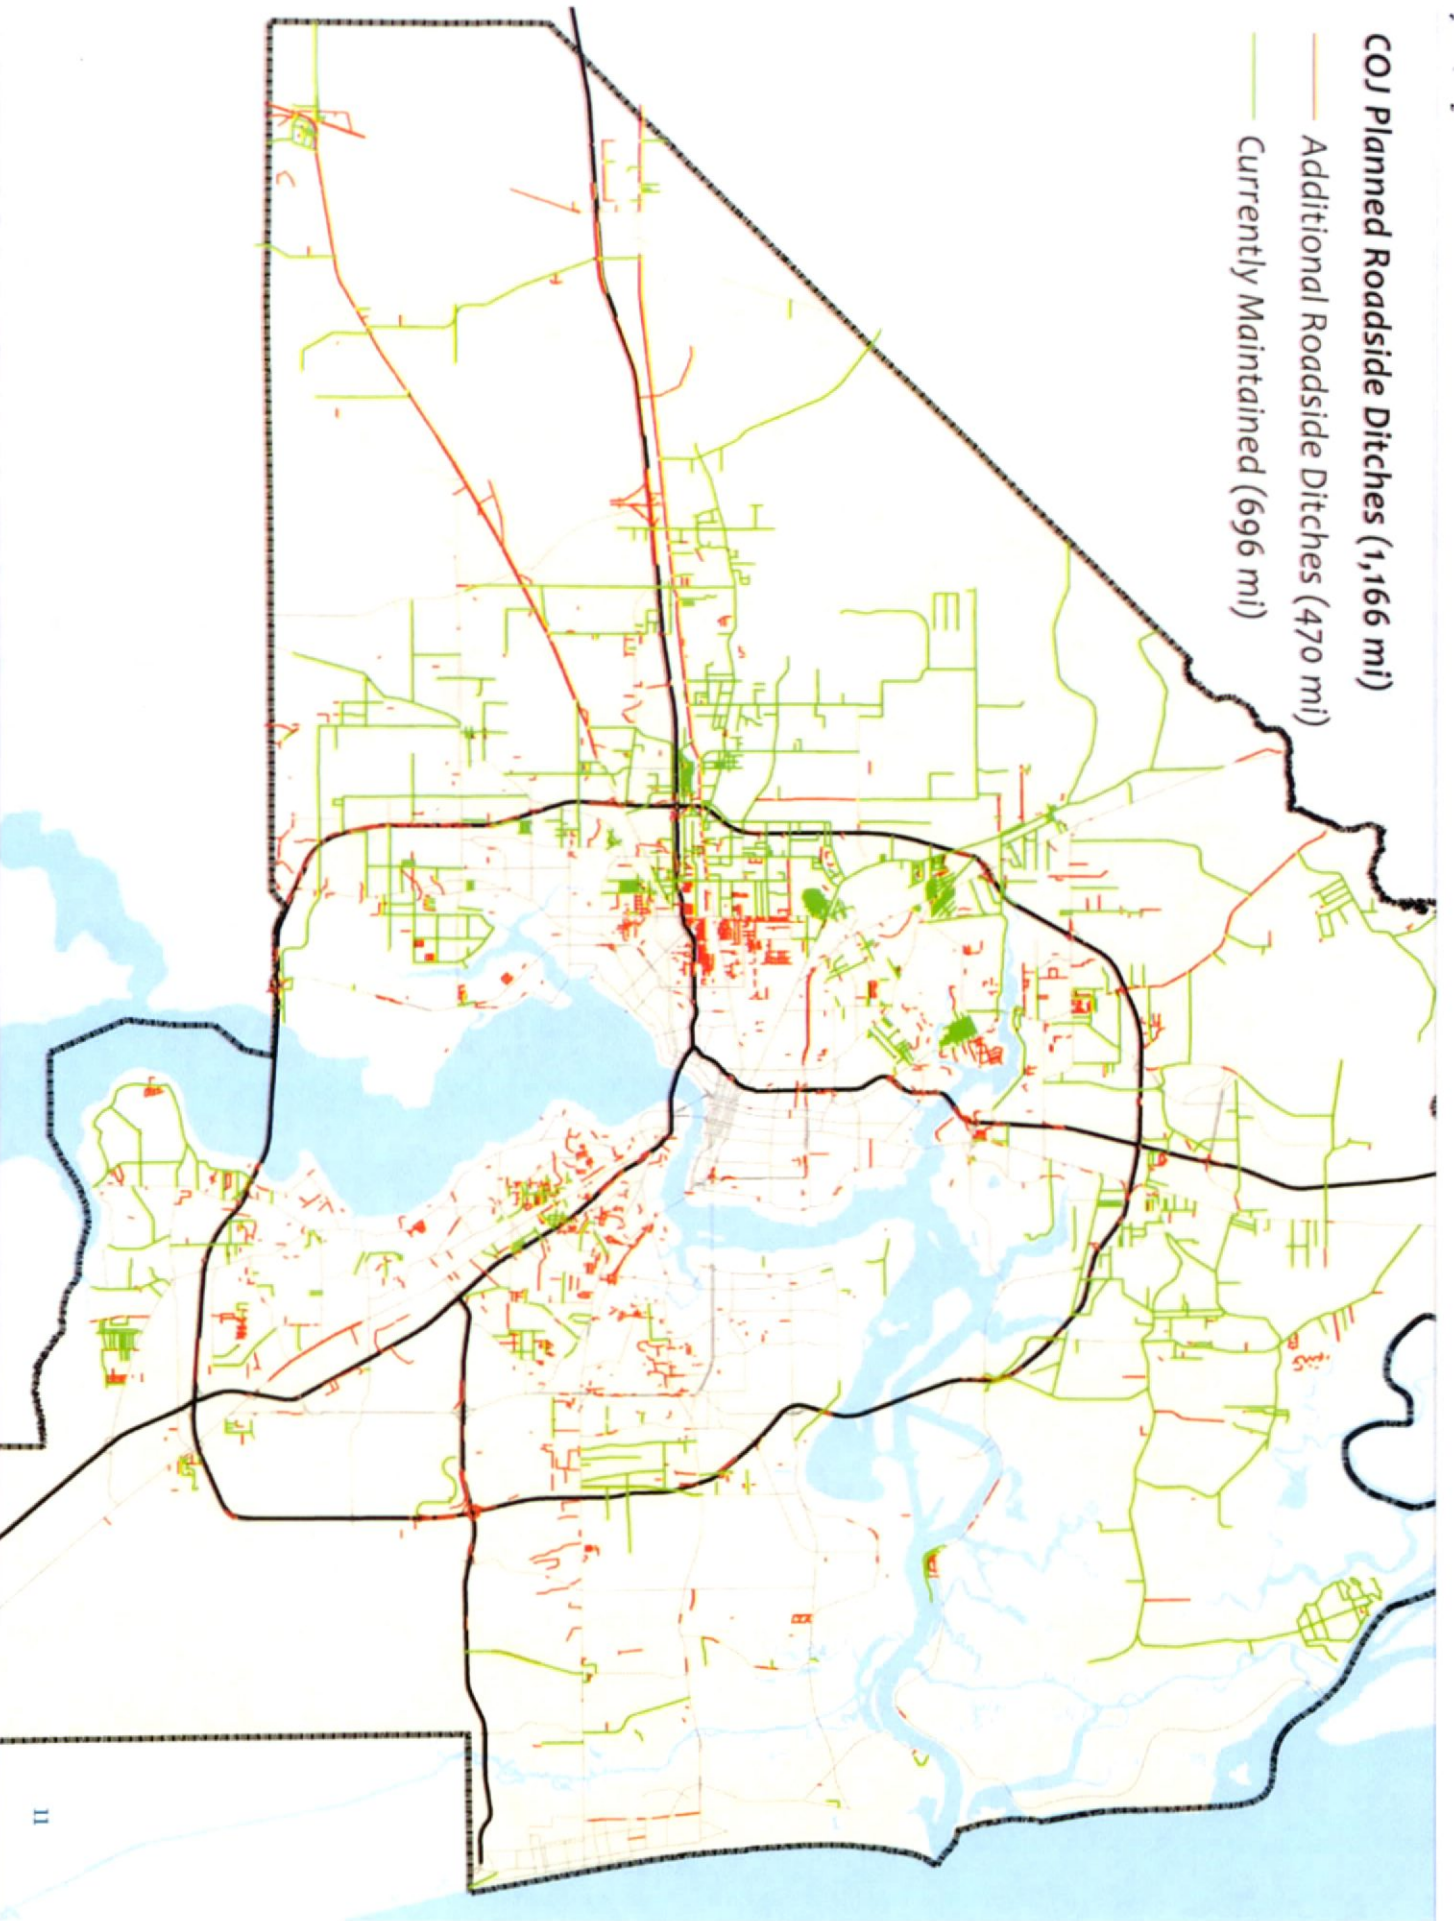 COJ Planned Roadside Ditches (1,166 mi)
Additional Roadside Ditches (470 mi)
Currently Maintained (696 mi)
11